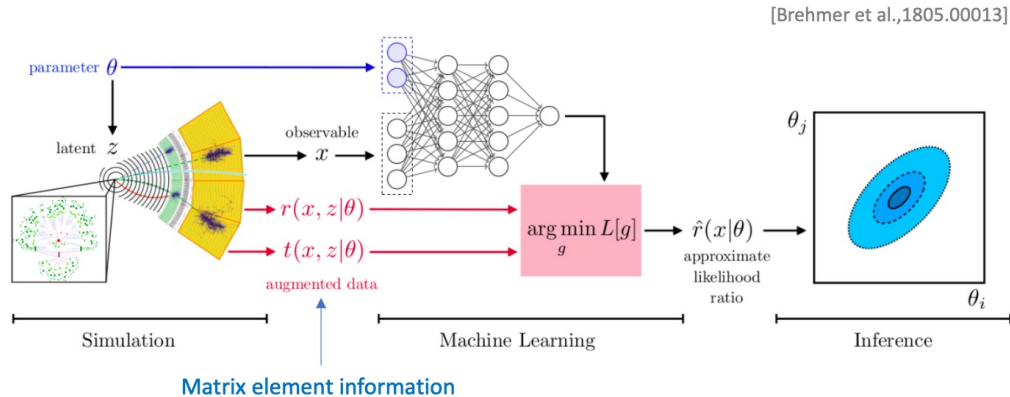 [Brehmer et al.,1805.00013]
parameter θ
latent z
observable
x
r(x, z|θ)
t(x, z|θ)
augmented data
arg min L[g]
g
r̂(x|θ)
approximate
likelihood
ratio
θj
θi
Simulation
Machine Learning
Inference
Matrix element information